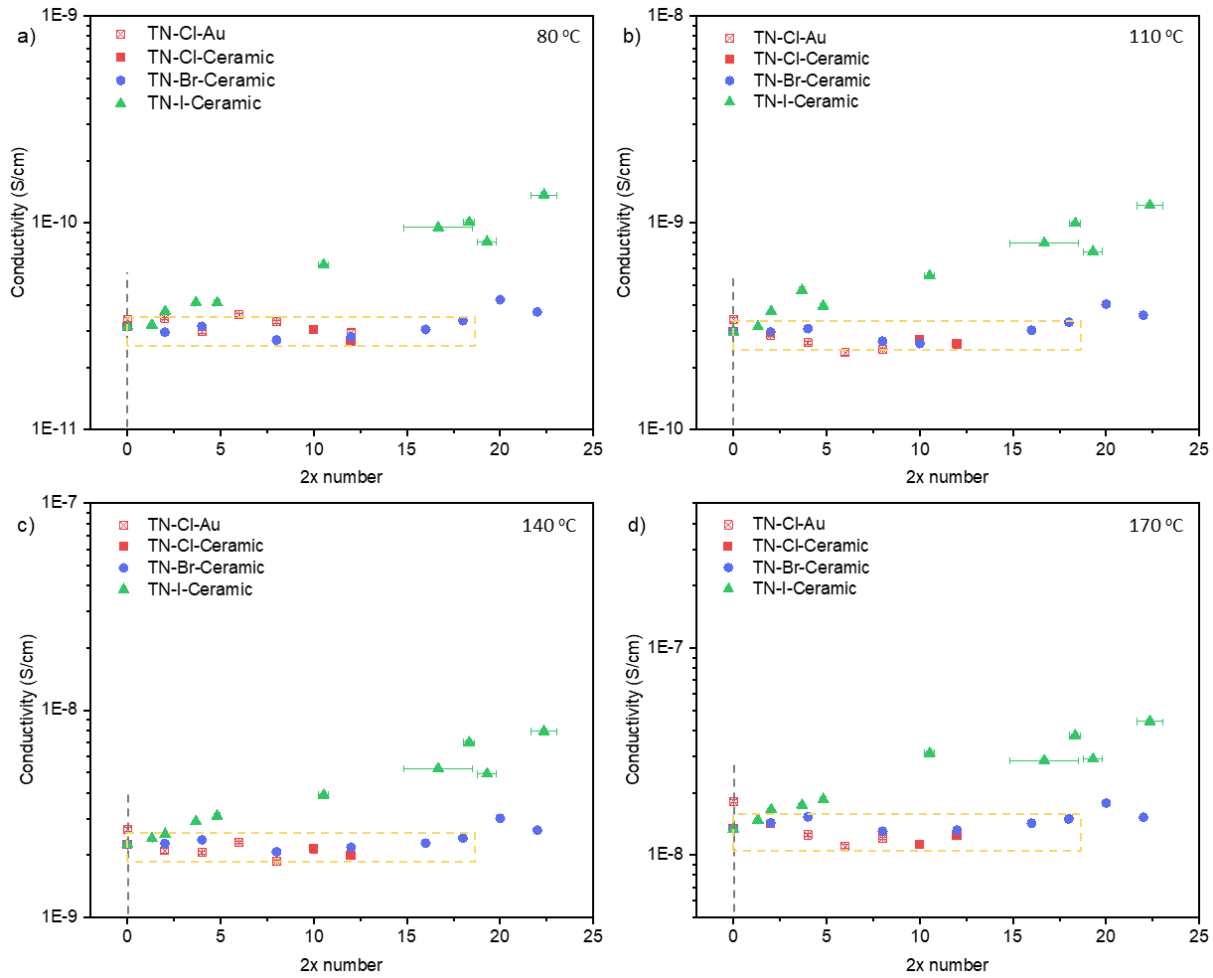 a)
80 ºC
TN-Cl-Au
TN-Cl-Ceramic
TN-Br-Ceramic
TN-I-Ceramic
1E-9
1E-10
1E-11
Conductivity (S/cm)
0 5 10 15 20 25
2x number
b)
110 ºC
TN-Cl-Au
TN-Cl-Ceramic
TN-Br-Ceramic
TN-I-Ceramic
1E-8
1E-9
1E-10
Conductivity (S/cm)
0 5 10 15 20 25
2x number
c)
140 ºC
TN-Cl-Au
TN-Cl-Ceramic
TN-Br-Ceramic
TN-I-Ceramic
1E-7
1E-8
1E-9
Conductivity (S/cm)
0 5 10 15 20 25
2x number
d)
170 ºC
TN-Cl-Au
TN-Cl-Ceramic
TN-Br-Ceramic
TN-I-Ceramic
1E-7
1E-8
Conductivity (S/cm)
0 5 10 15 20 25
2x number